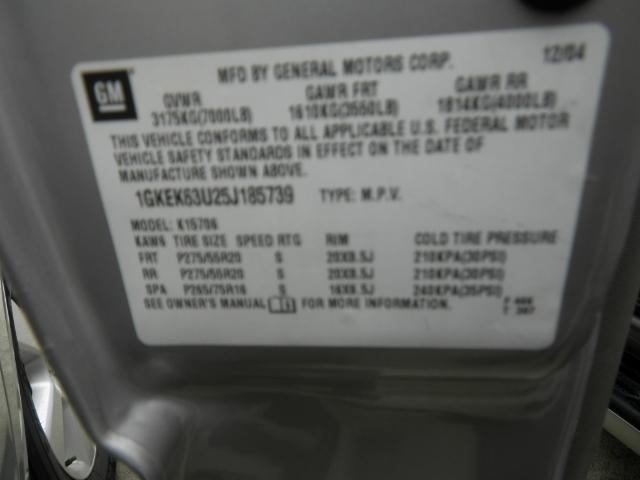 GM
MFD BY GENERAL MOTORS CORP. 12/04
GVWR GAWR FRT GAWR RR
3175KG(7000LB) 1610KG(3550LB) 1814KG(4000LB)
THIS VEHICLE CONFORMS TO ALL APPLICABLE U.S. FEDERAL MOTOR
VEHICLE SAFETY STANDARDS IN EFFECT ON THE DATE OF
MANUFACTURE SHOWN ABOVE.
1GKEK63U25J185739 TYPE: M.P.V.
MODEL: K15706
TIRE SIZE SPEED RTG RIM COLD TIRE PRESSURE
FRT P275/55R20 S 20X8.5J 210KPA(30PSI)
RR P275/55R20 S 20X8.5J 210KPA(30PSI)
SPA P265/75R16 S 16X6.5J 240KPA(35PSI)
SEE OWNER'S MANUAL FOR MORE INFORMATION